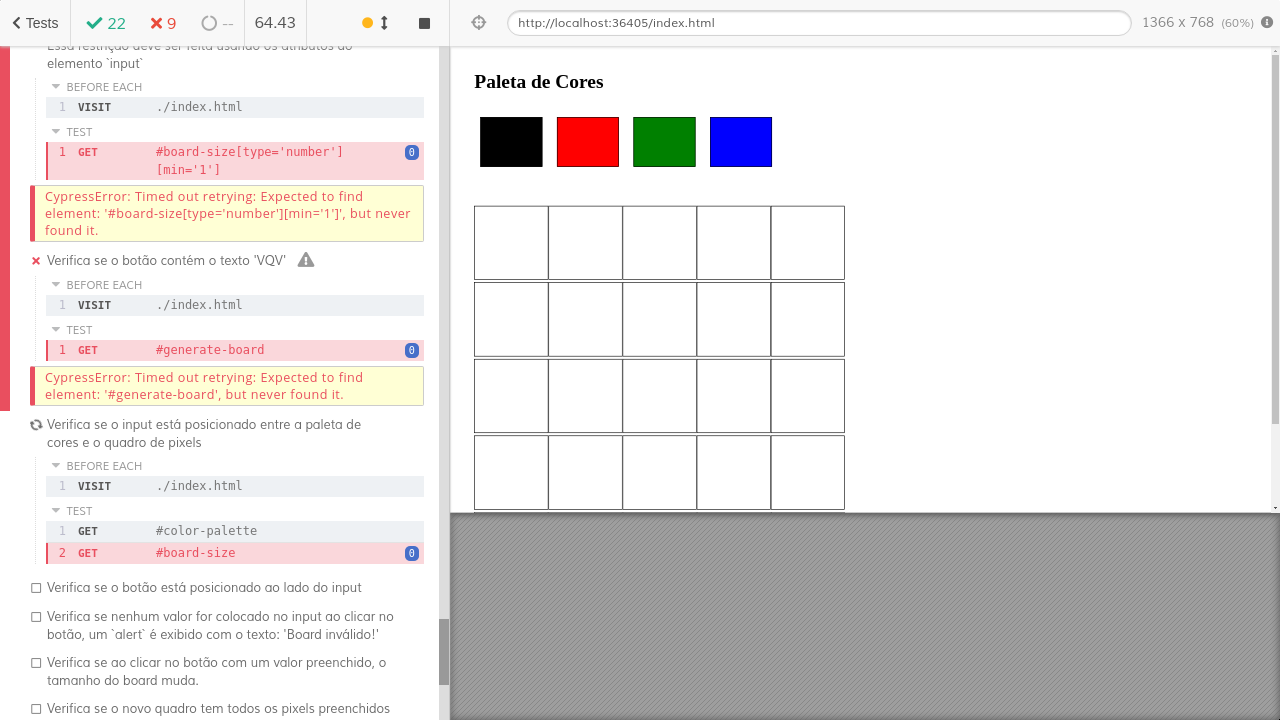 Tests 22 9 -- 64.43 http://localhost:36405/index.html 1366 x 768 (60%)
Essa restrição deve ser feita usando os atributos do
elemento `input`
BEFORE EACH
1 VISIT ./index.html
TEST
1 GET #board-size[type='number'] 0
[min='1']
CypressError: Timed out retrying: Expected to find
element: '#board-size[type='number'][min='1']', but never
found it.
Verifica se o botão contém o texto 'VQV'
BEFORE EACH
1 VISIT ./index.html
TEST
1 GET #generate-board 0
CypressError: Timed out retrying: Expected to find
element: '#generate-board', but never found it.
Verifica se o input está posicionado entre a paleta de
cores e o quadro de pixels
BEFORE EACH
1 VISIT ./index.html
TEST
1 GET #color-palette
2 GET #board-size 0
Verifica se o botão está posicionado ao lado do input
Verifica se nenhum valor for colocado no input ao clicar no
botão, um `alert` é exibido com o texto: 'Board inválido!'
Verifica se ao clicar no botão com um valor preenchido, o
tamanho do board muda.
Verifica se o novo quadro tem todos os pixels preenchidos
Paleta de Cores